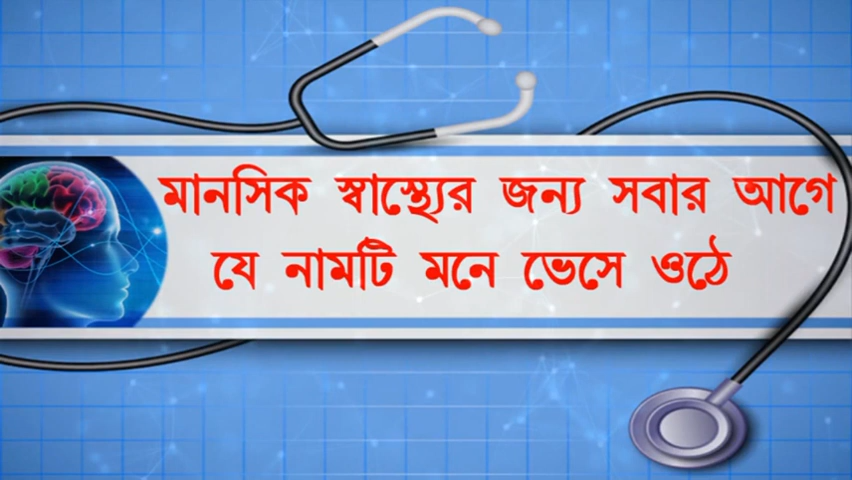 মানসিক স্বাস্থ্যের জন্য সবার আগে
যে নামটি মনে ভেসে ওঠে